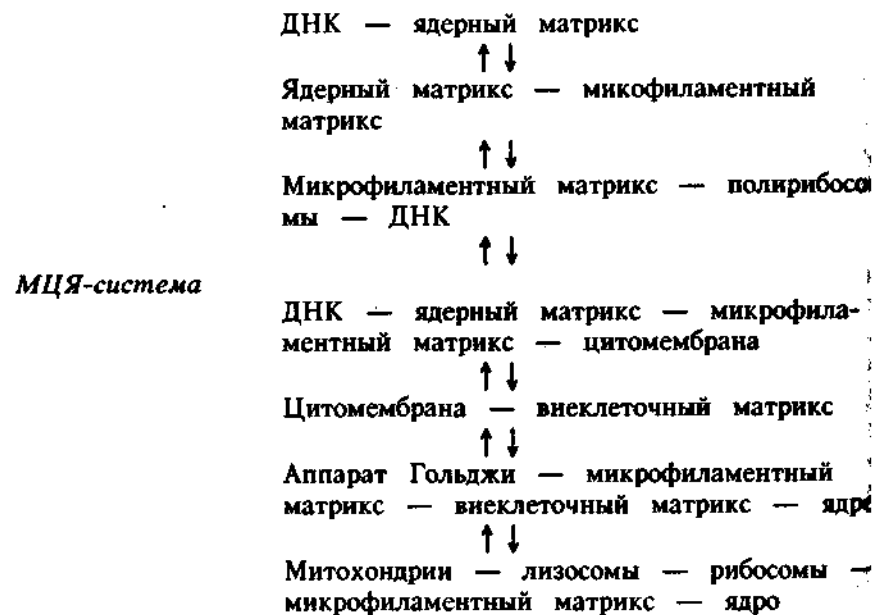 ДНК — ядерный матрикс
↑ ↓
Ядерный матрикс — микофиламентный
матрикс
↑ ↓
Микрофиламентный матрикс — полирибосо
мы — ДНК
↑ ↓
МЦЯ-система
ДНК — ядерный матрикс — микрофила-
ментный матрикс — цитомембрана
↑ ↓
Цитомембрана — внеклеточный матрикс
↑ ↓
Аппарат Гольджи — микрофиламентный
матрикс — внеклеточный матрикс — ядро
↑ ↓
Митохондрии — лизосомы — рибосомы —
микрофиламентный матрикс — ядро